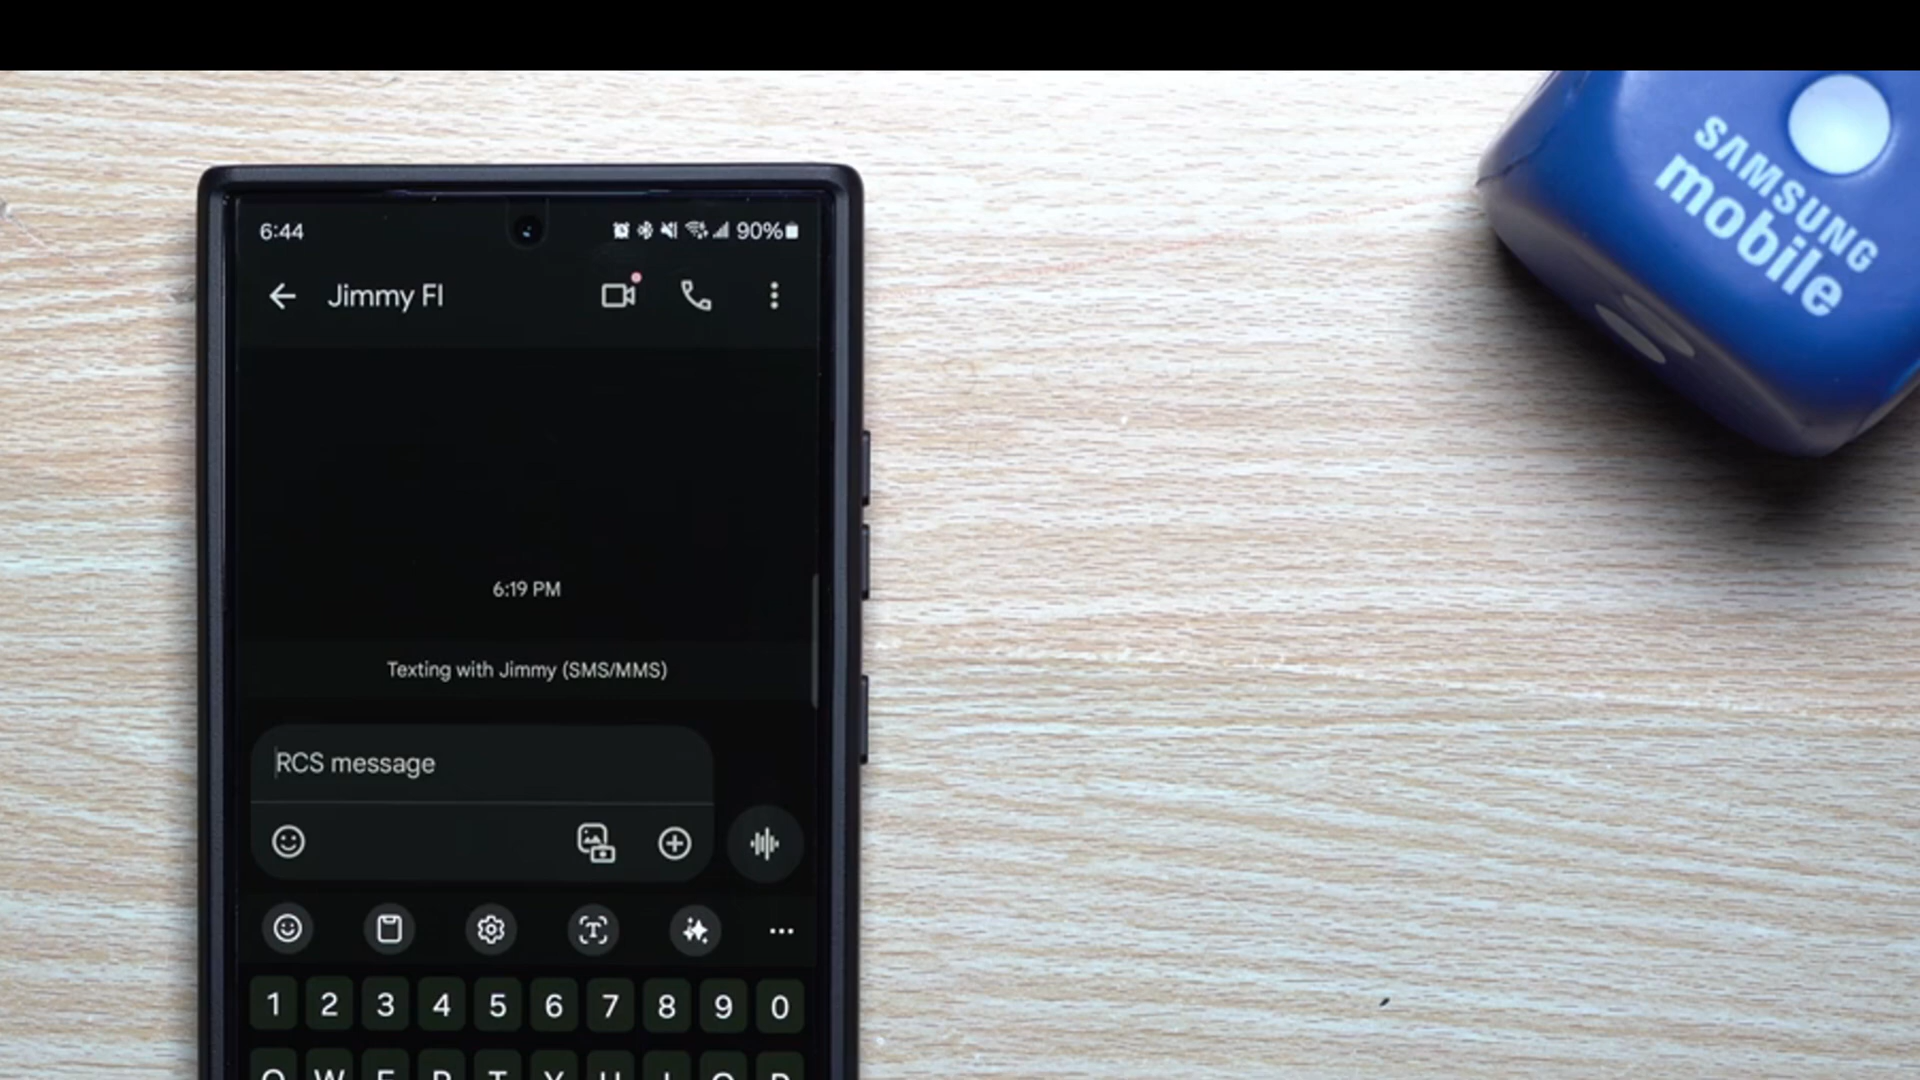 SAMSUNG
mobile
6:44
90%
Jimmy Fl
6:19 PM
Texting with Jimmy (SMS/MMS)
RCS message
1 2 3 4 5 6 7 8 9 0